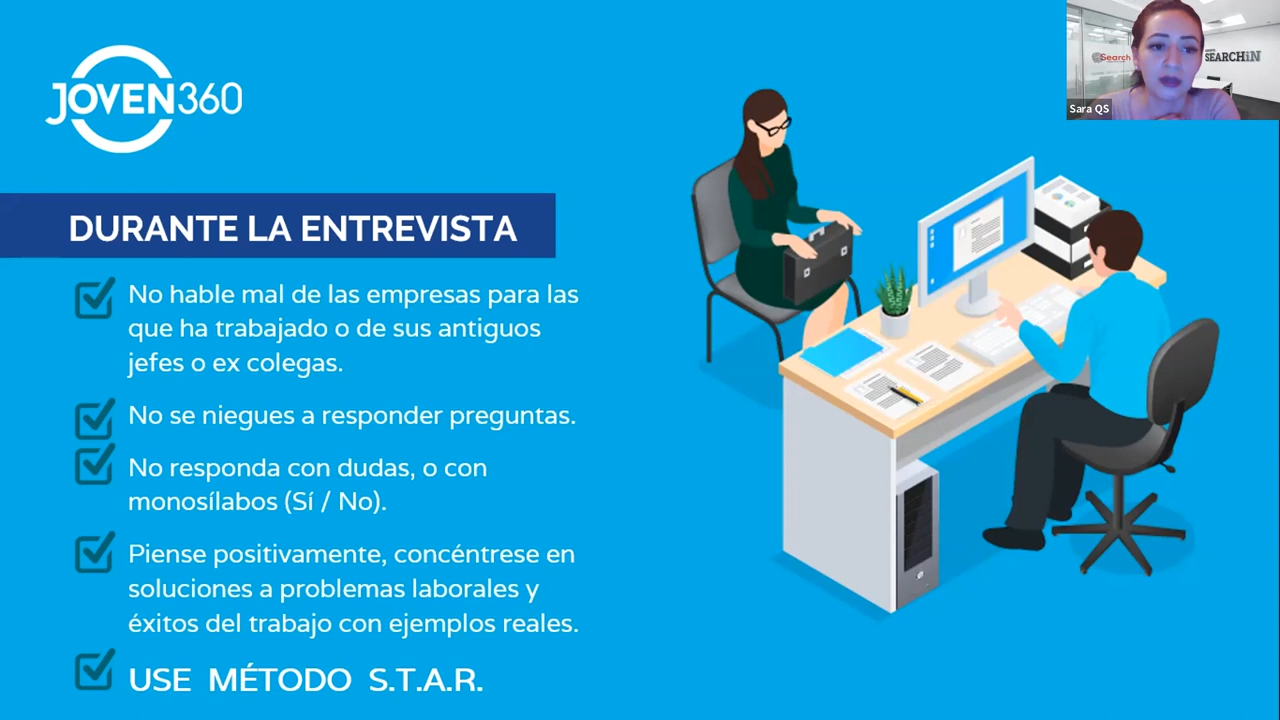 JOVEN360
DURANTE LA ENTREVISTA
No hable mal de las empresas para las
que ha trabajado o de sus antiguos
jefes o ex colegas.
No se niegues a responder preguntas.
No responda con dudas, o con
monosílabos (Sí / No).
Piense positivamente, concéntrese en
soluciones a problemas laborales y
éxitos del trabajo con ejemplos reales.
USE MÉTODO S.T.A.R.
Search
SEARCHiN
Sara QS